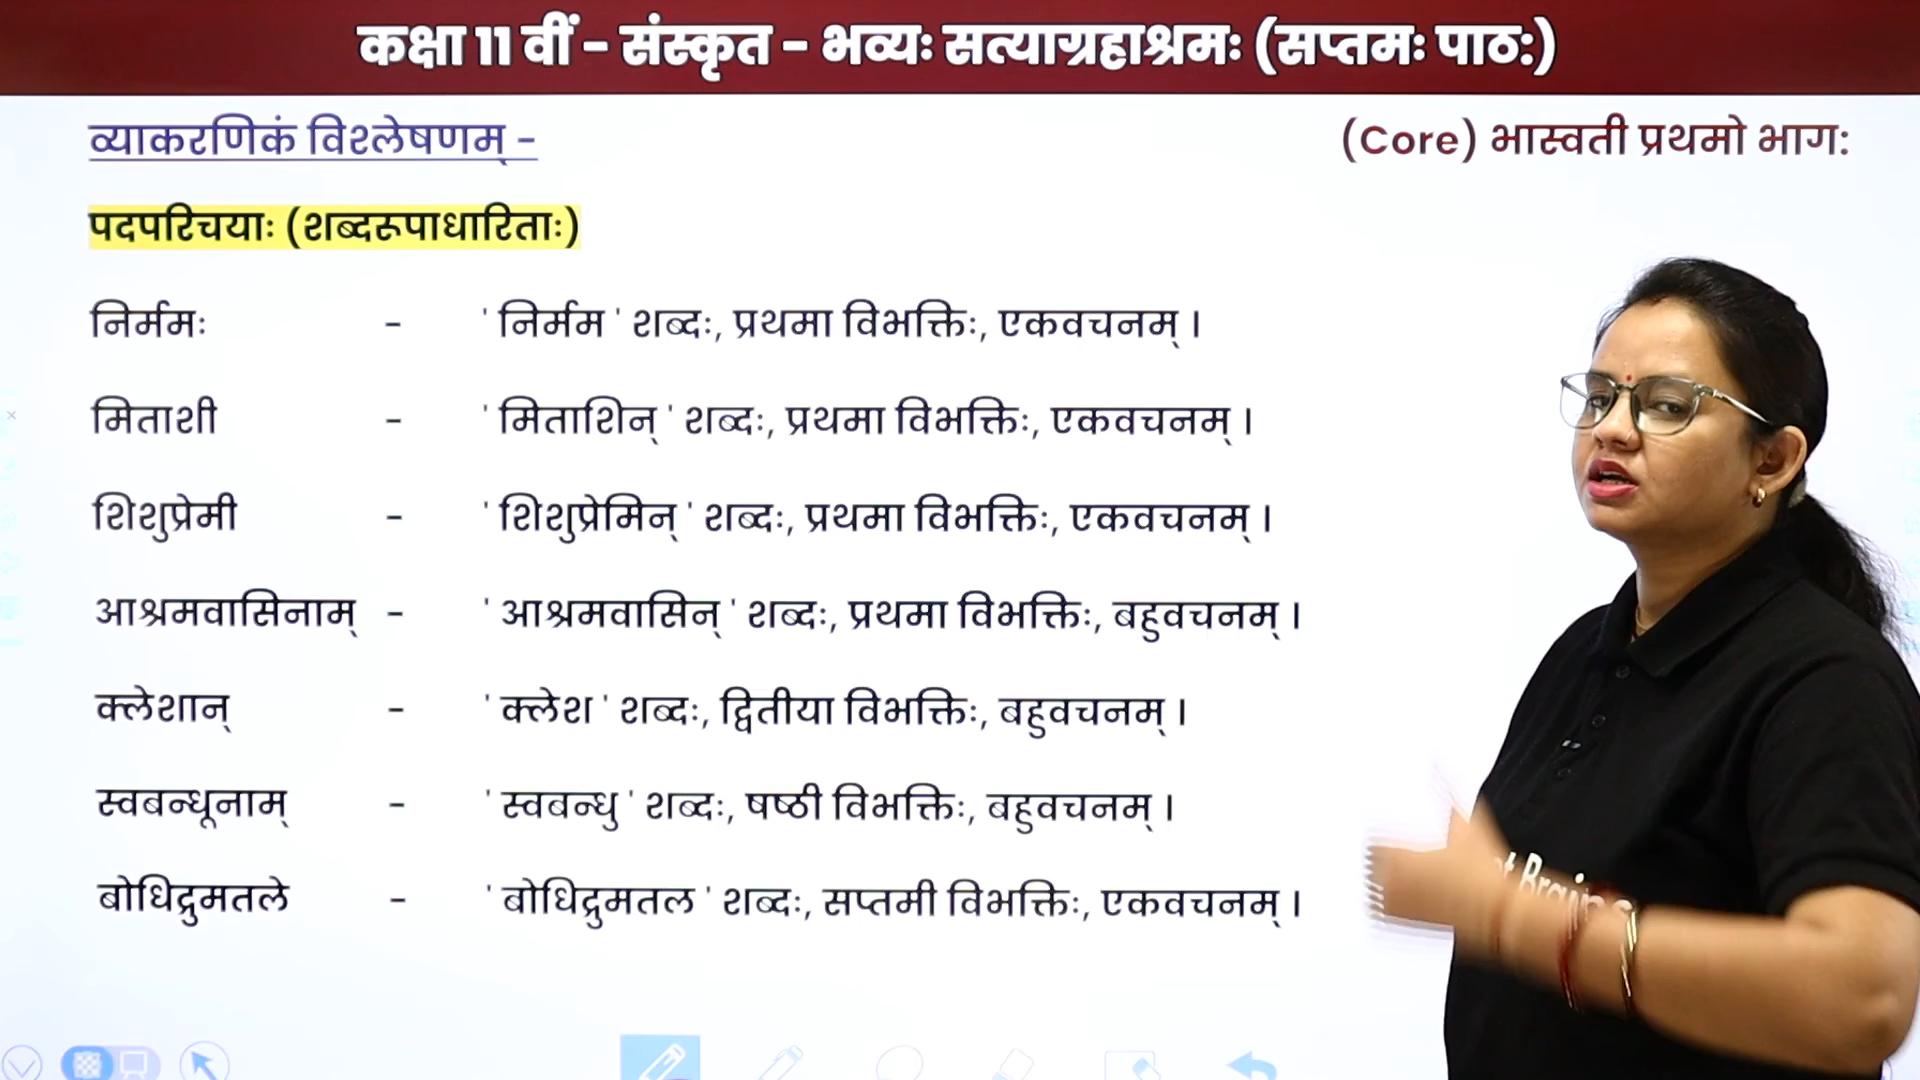 कक्षा 11 वीं - संस्कृत - भव्यः सत्याग्रहाश्रमः (सप्तमः पाठः)
व्याकरणिकं विश्लेषणम् -
(Core) भास्वती प्रथमो भागः
पदपरिचयाः (शब्दरूपाधारिताः)
निर्ममः - ' निर्मम ' शब्दः, प्रथमा विभक्तिः, एकवचनम् ।
मिताशी - ' मिताशिन् ' शब्दः, प्रथमा विभक्तिः, एकवचनम् ।
शिशुप्रेमी - ' शिशुप्रेमिन् ' शब्दः, प्रथमा विभक्तिः, एकवचनम् ।
आश्रमवासिनाम् - ' आश्रमवासिन् ' शब्दः, प्रथमा विभक्तिः, बहुवचनम् ।
क्लेशान् - ' क्लेश ' शब्दः, द्वितीया विभक्तिः, बहुवचनम् ।
स्वबन्धूनाम् - ' स्वबन्धु ' शब्दः, षष्ठी विभक्तिः, बहुवचनम् ।
बोधिद्रुमतले - ' बोधिद्रुमतल ' शब्दः, सप्तमी विभक्तिः, एकवचनम् ।